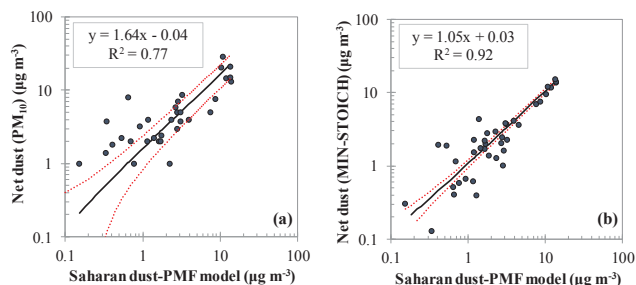 Net dust (PM₁₀) (µg m⁻³)
100
10
1
0.1
y = 1.64x - 0.04
R² = 0.77
(a)
0.1 1 10 100
Saharan dust-PMF model (µg m⁻³)
Net dust (MIN-STOICH) (µg m⁻³)
100
10
1
0.1
y = 1.05x + 0.03
R² = 0.92
(b)
0.1 1 10 100
Saharan dust-PMF model (µg m⁻³)